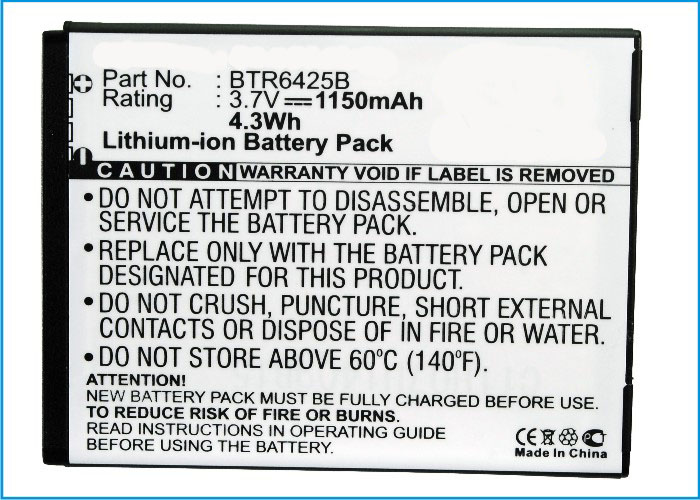 Part No. : BTR6425B
Rating : 3.7V 1150mAh
4.3Wh
Lithium-ion Battery Pack
CAUTION WARRANTY VOID IF LABEL IS REMOVED
• DO NOT ATTEMPT TO DISASSEMBLE, OPEN OR
SERVICE THE BATTERY PACK.
• REPLACE ONLY WITH THE BATTERY PACK
DESIGNATED FOR THIS PRODUCT.
• DO NOT CRUSH, PUNCTURE, SHORT EXTERNAL
CONTACTS OR DISPOSE OF IN FIRE OR WATER.
• DO NOT STORE ABOVE 60°C (140°F).
ATTENTION!
NEW BATTERY PACK MUST BE FULLY CHARGED BEFORE USE.
TO REDUCE RISK OF FIRE OR BURNS.
READ INSTRUCTIONS IN OPERATING GUIDE
BEFORE USING THE BATTERY.
CE
Made in China